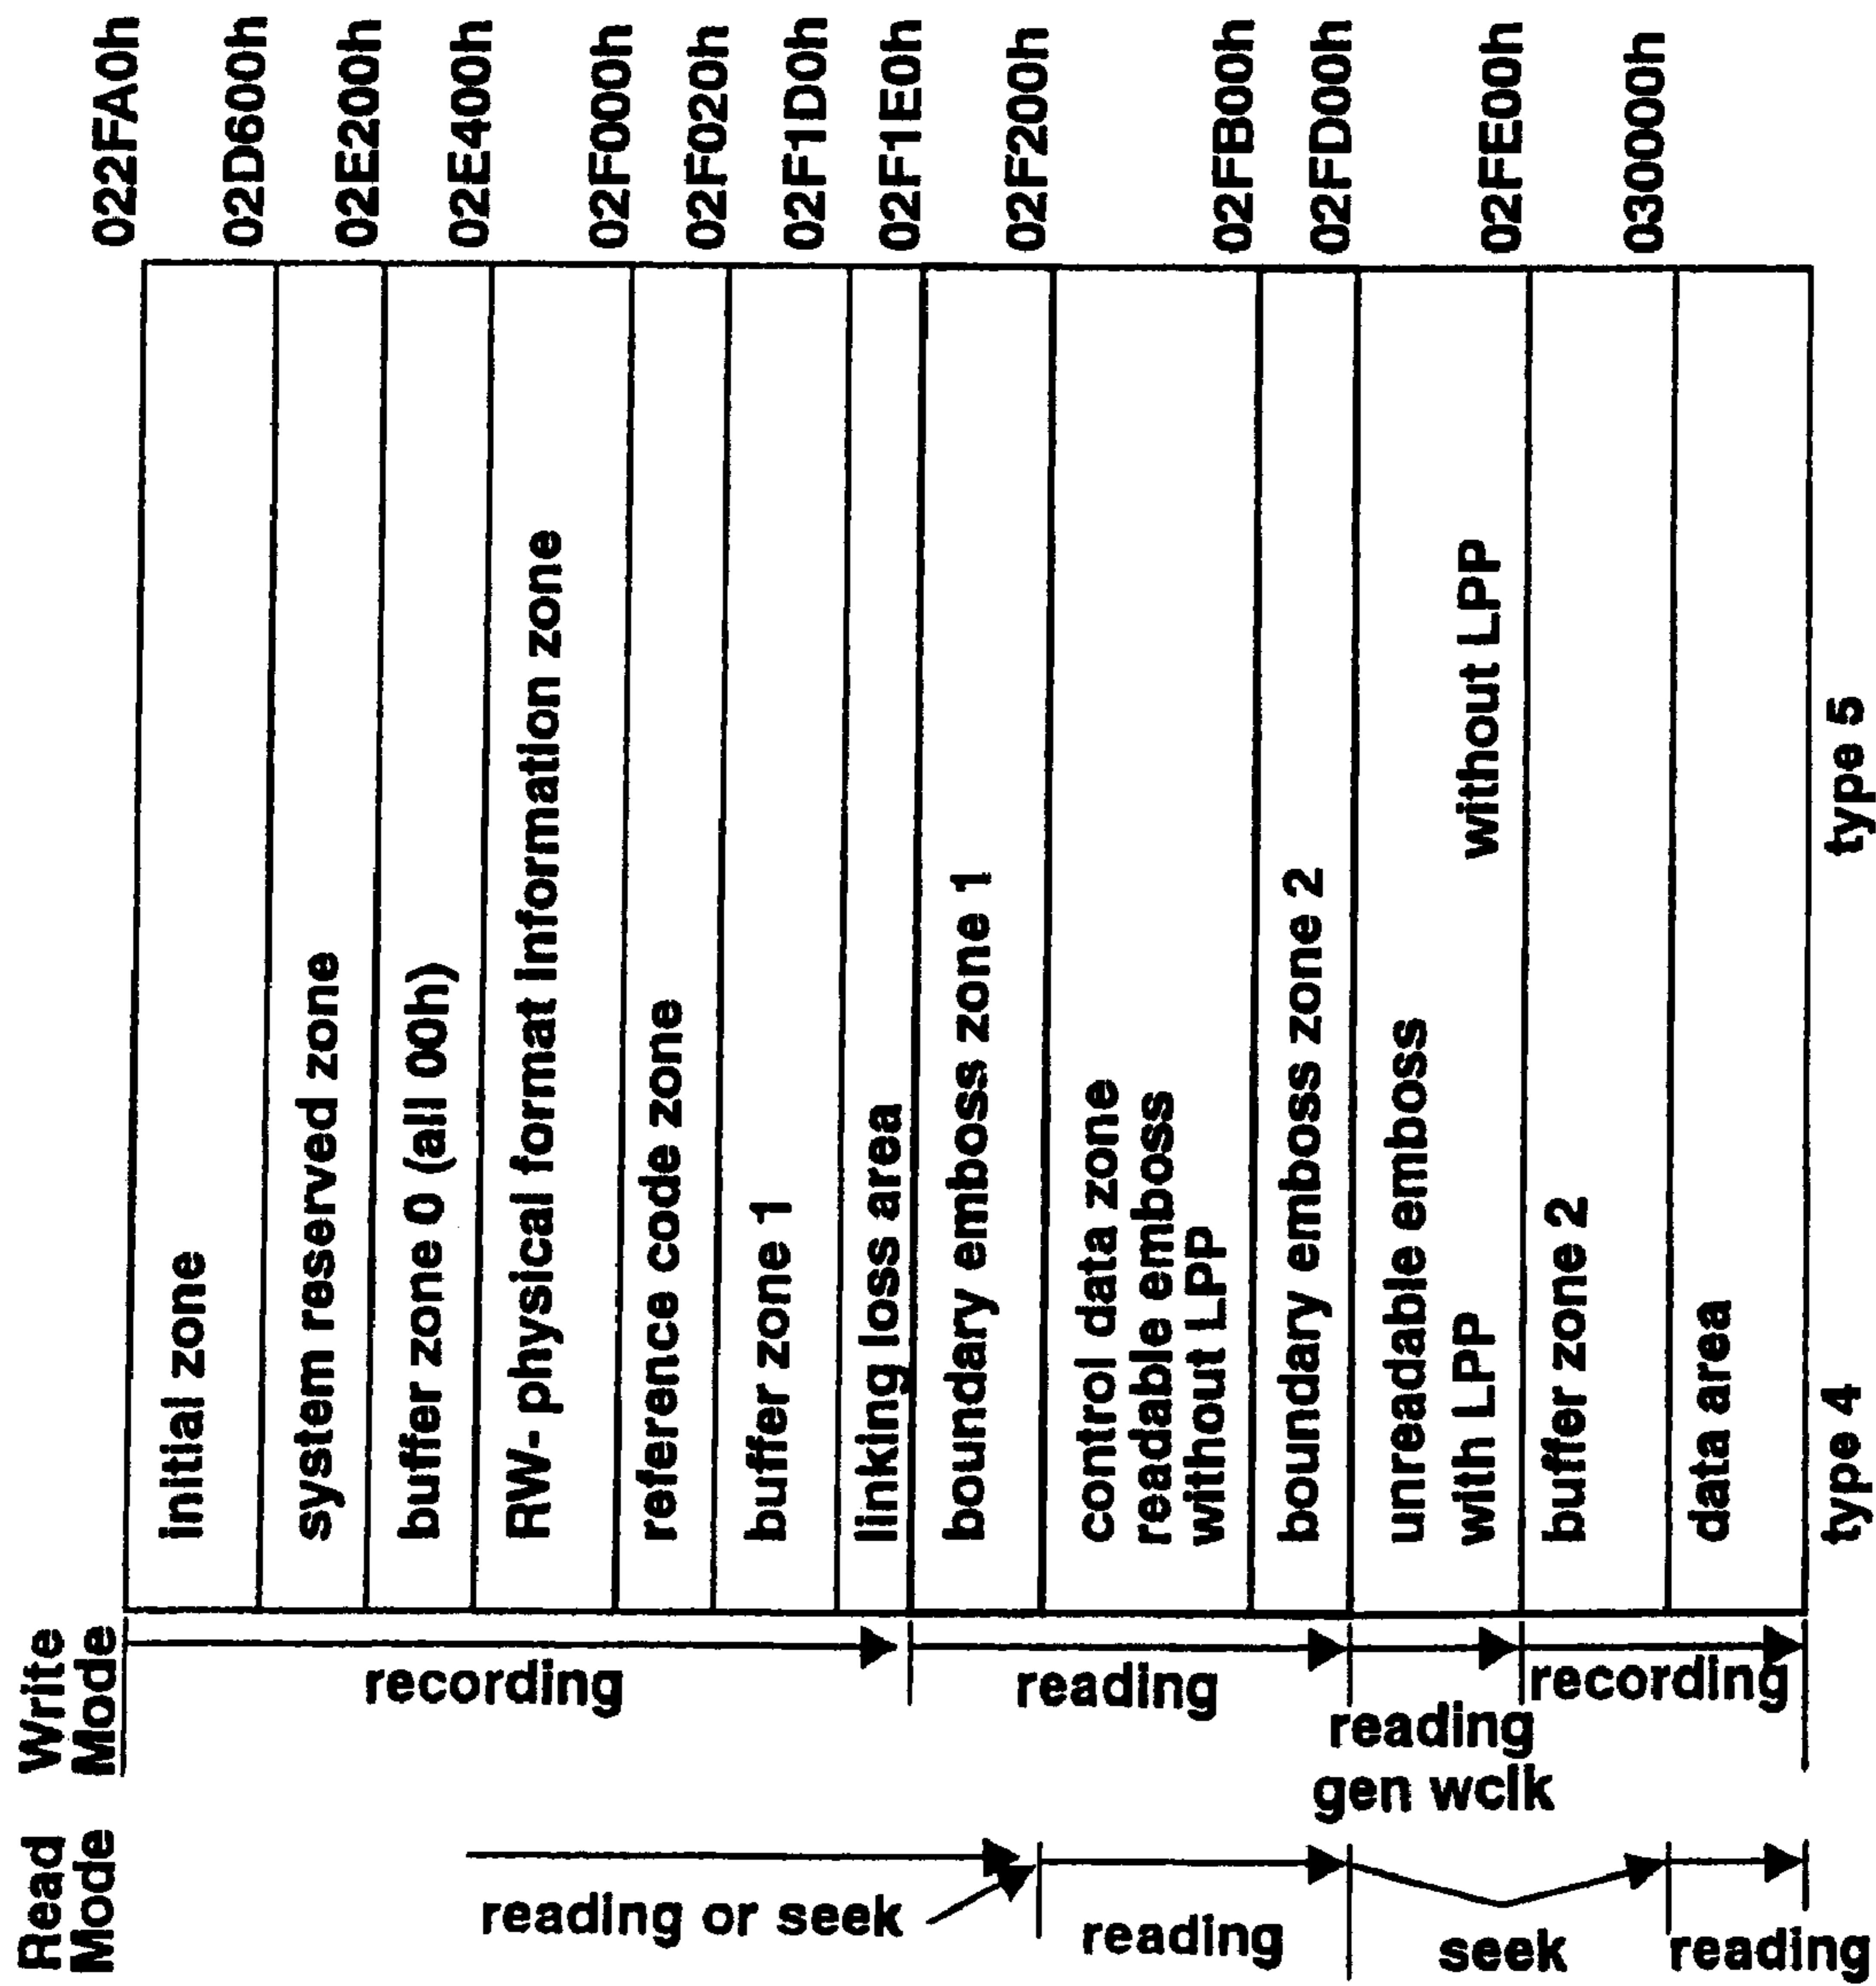 022FA0h
02D600h
02E200h
02E400h
02F000h
02F020h
02F1D0h
02F1E0h
02F200h
02FB00h
02FD00h
02FE00h
030000h
initial zone
system reserved zone
buffer zone 0 (all 00h)
RW- physical format information zone
reference code zone
buffer zone 1
linking loss area
boundary emboss zone 1
control data zone
readable emboss
without LPP
boundary emboss zone 2
unreadable emboss
with LPP
without LPP
buffer zone 2
data area
type 4
type 5
Write
Mode
recording
reading
reading
gen wclk
recording
Read
Mode
reading or seek
reading
seek
reading